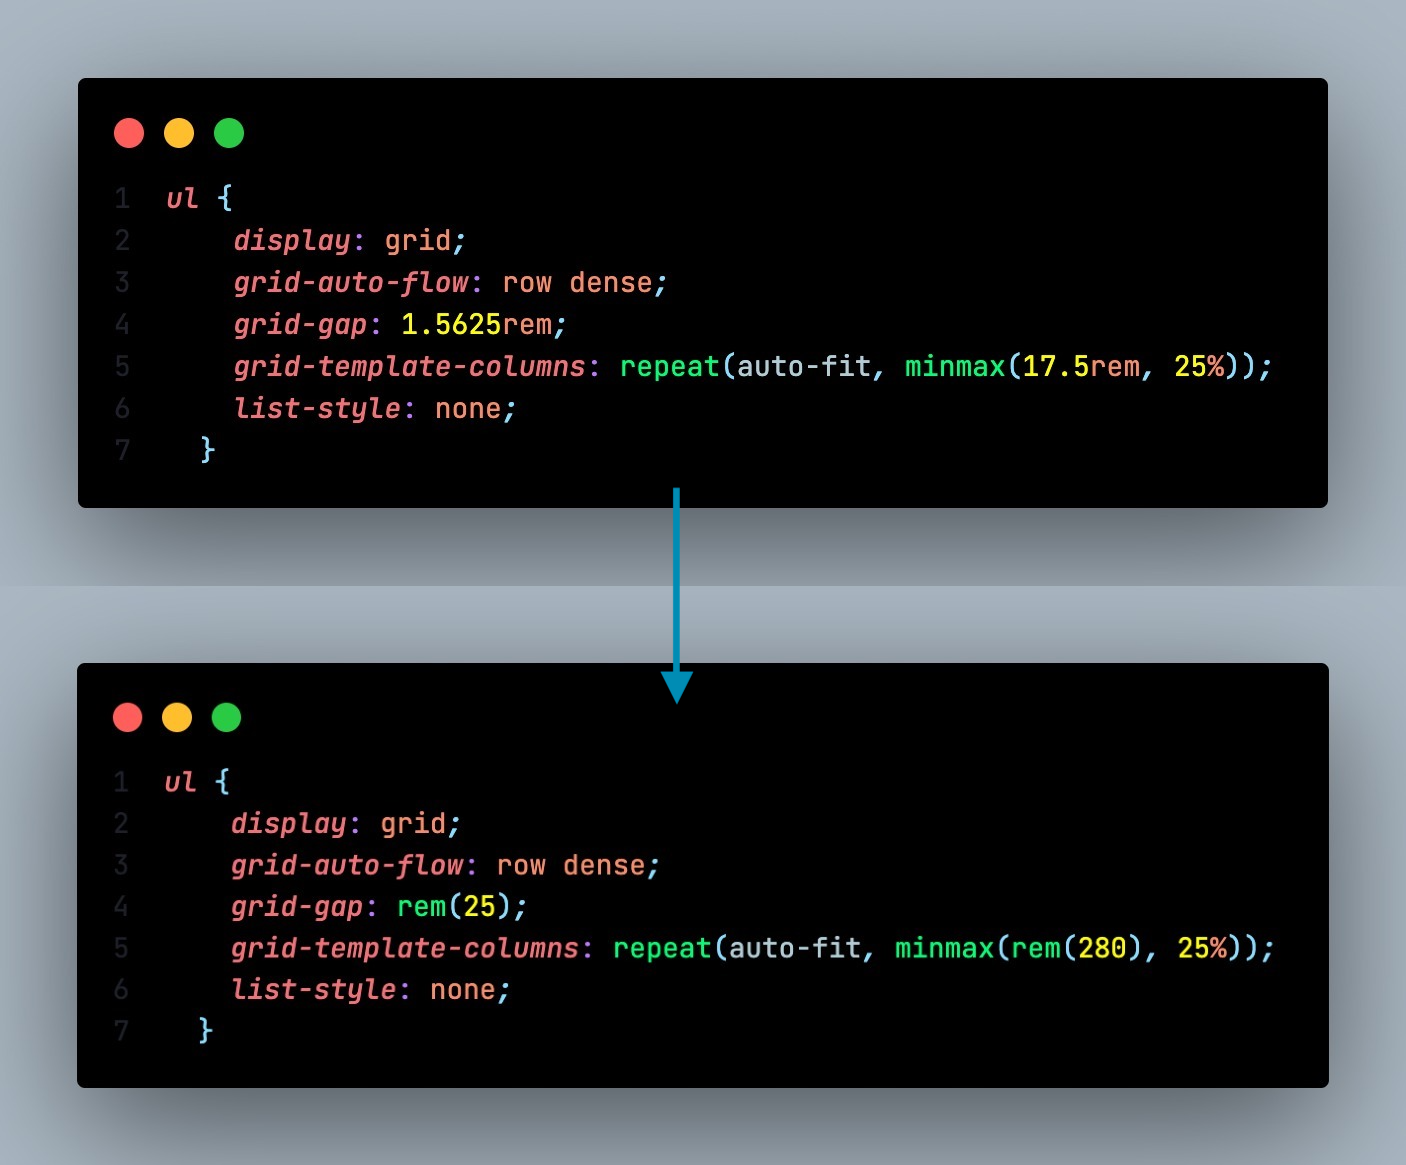 1 ul {
2 display: grid;
3 grid-auto-flow: row dense;
4 grid-gap: 1.5625rem;
5 grid-template-columns: repeat(auto-fit, minmax(17.5rem, 25%));
6 list-style: none;
7 }
1 ul {
2 display: grid;
3 grid-auto-flow: row dense;
4 grid-gap: rem(25);
5 grid-template-columns: repeat(auto-fit, minmax(rem(280), 25%));
6 list-style: none;
7 }